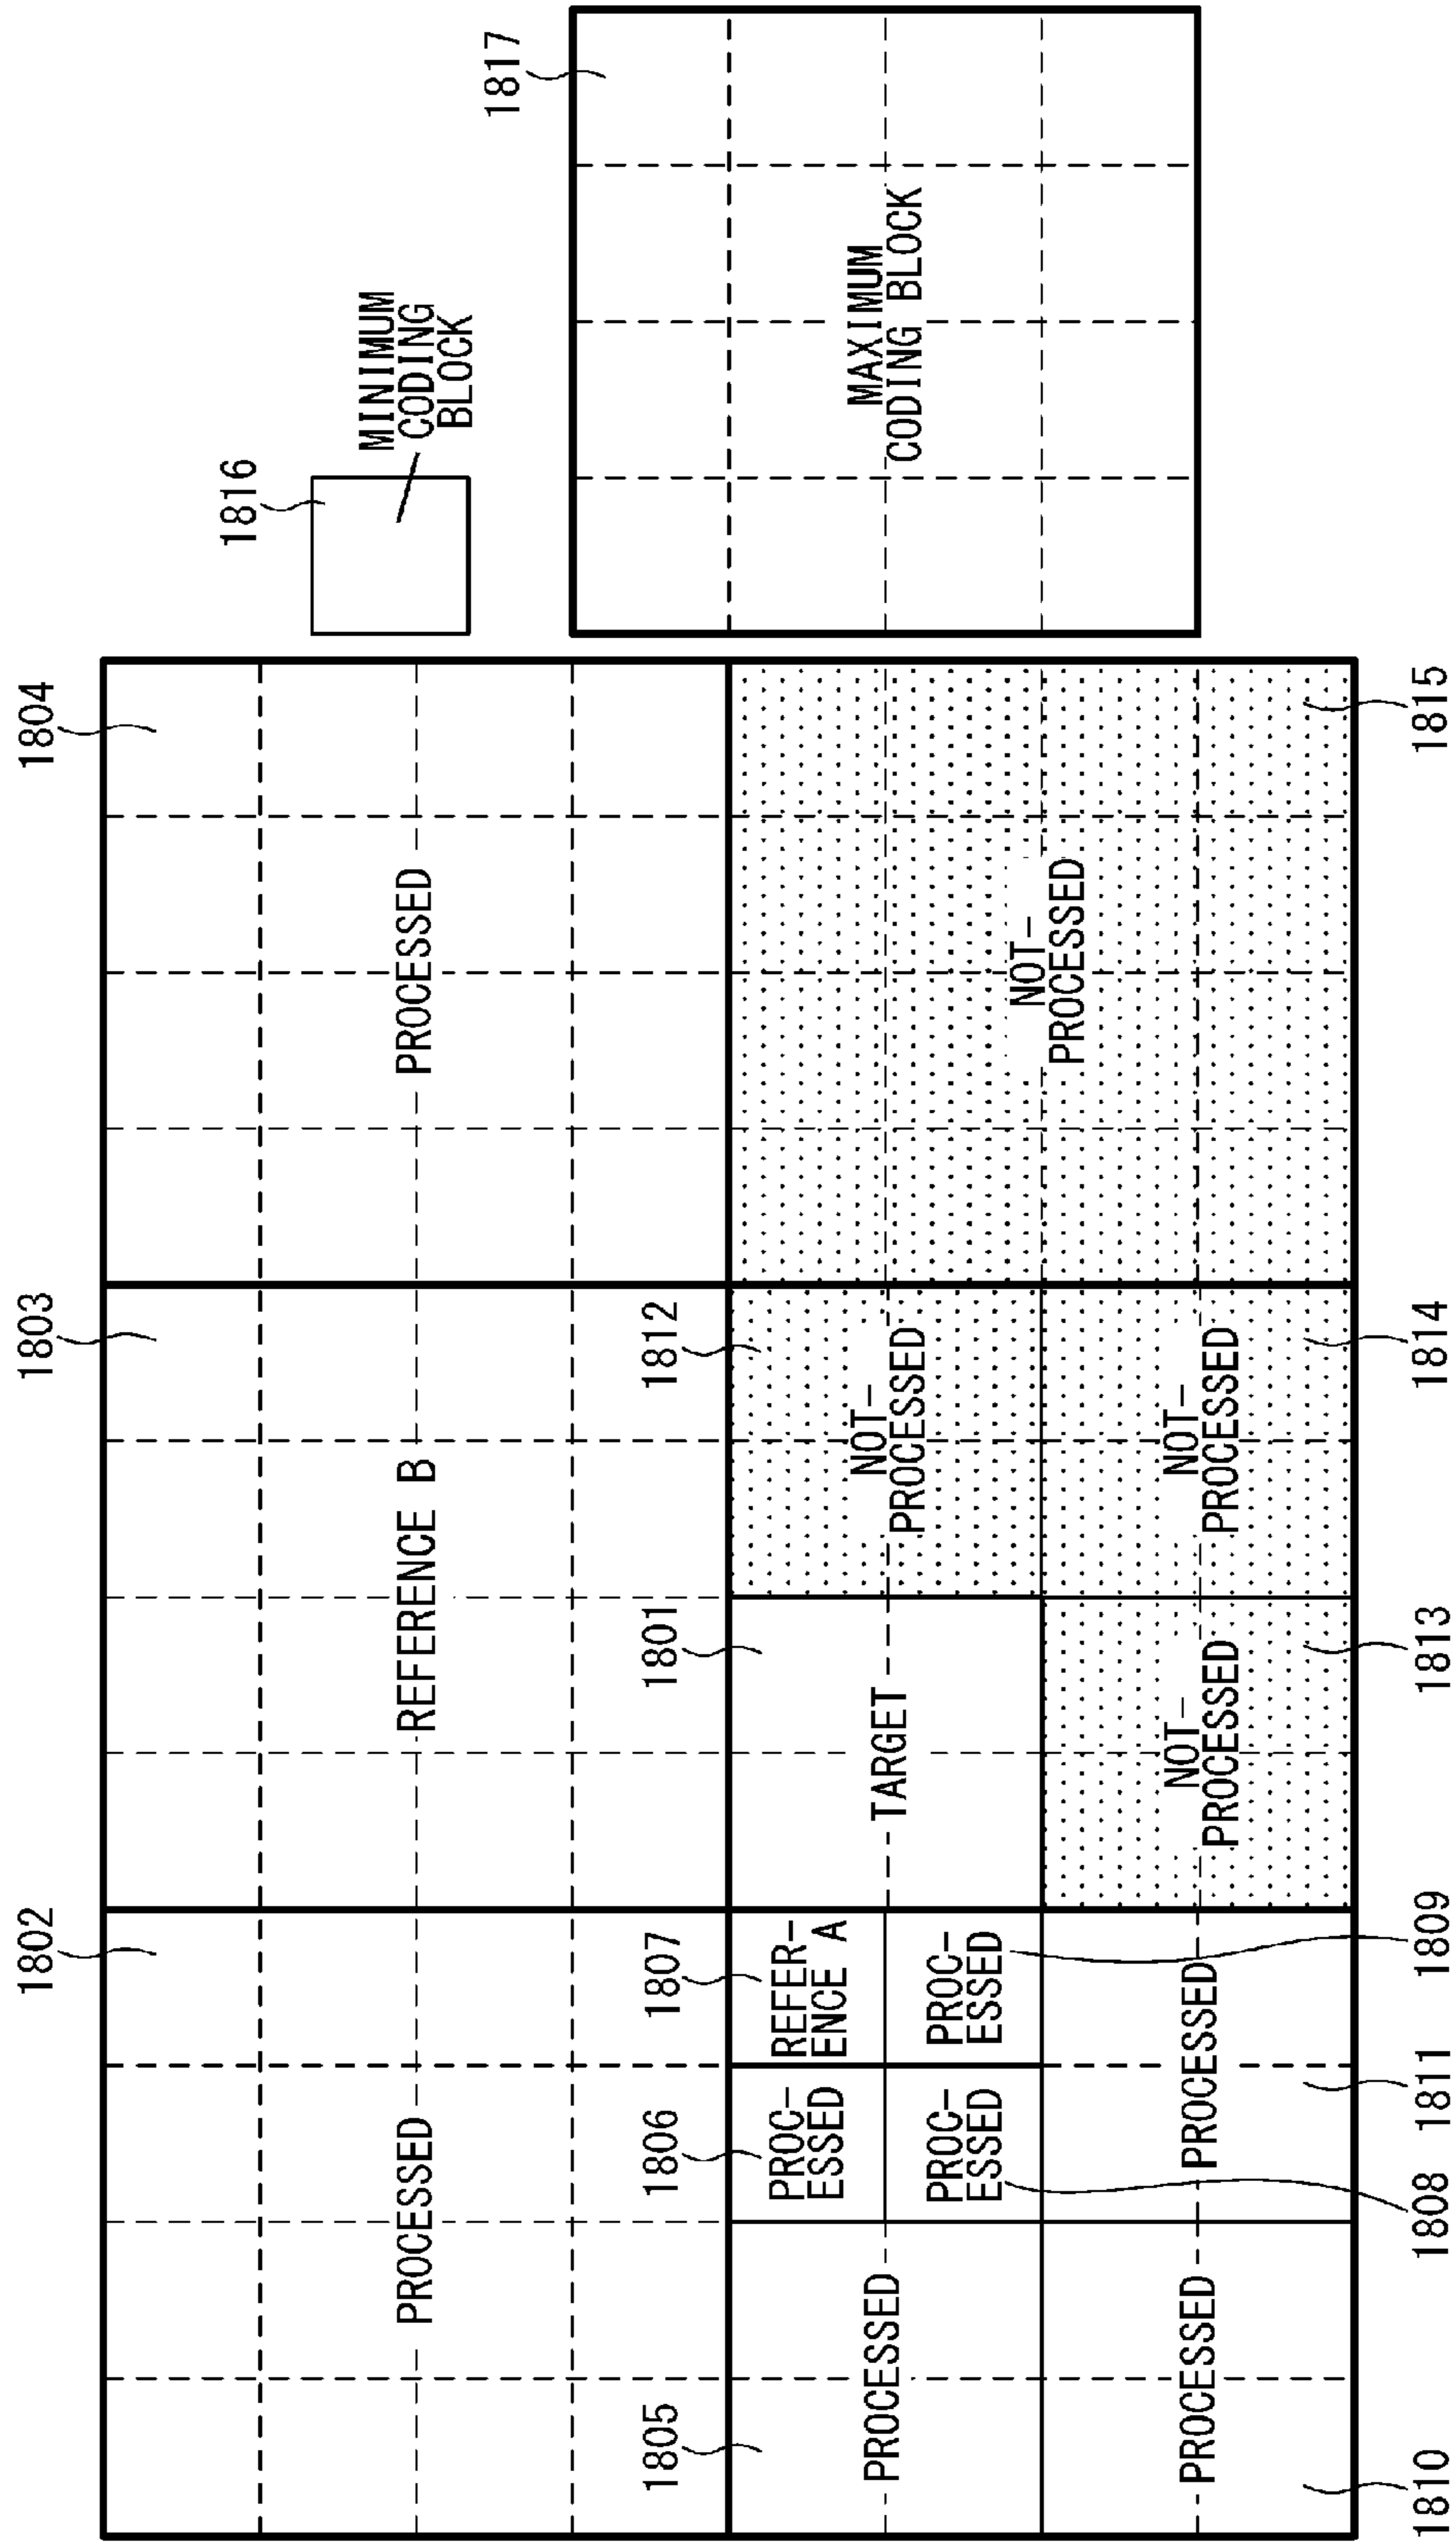 1802
1803
1804
PROCESSED
REFERENCE B
PROCESSED
1816
MINIMUM
CODING
BLOCK
1817
MAXIMUM
CODING BLOCK
1805
1806
1807
1801
1812
PROCESSED
PROC-
ESSED
REFER-
ENCE A
PROC-
ESSED
PROC-
ESSED
TARGET
NOT-
PROCESSED
NOT-
PROCESSED
PROCESSED
PROCESSED
NOT-
PROCESSED
NOT-
PROCESSED
1810
1808
1811
1809
1813
1814
1815